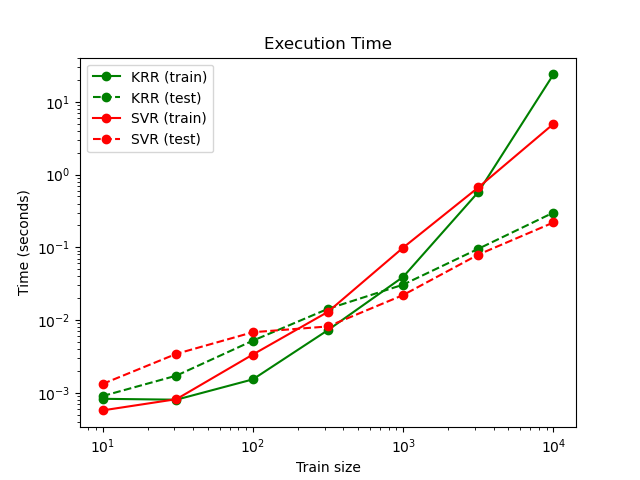 Execution Time
KRR (train)
KRR (test)
SVR (train)
SVR (test)
Time (seconds)
10¹
10⁰
10⁻¹
10⁻²
10⁻³
10¹ 10² 10³ 10⁴
Train size